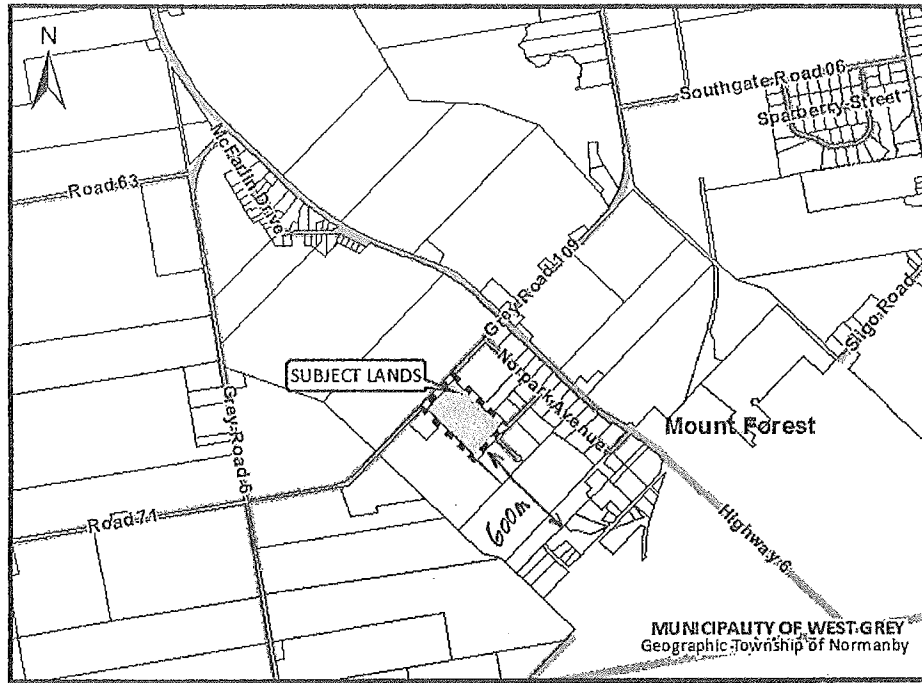 N
Southgate Road 06
Sparberry Street
McFarlin Drive
Road 63
Grey Road 109
Sligo Road
SUBJECT LANDS
Norpark Avenue
Mount Forest
Grey Road 6
600m
Road 71
Highway 6
MUNICIPALITY OF WEST GREY
Geographic Township of Normanby